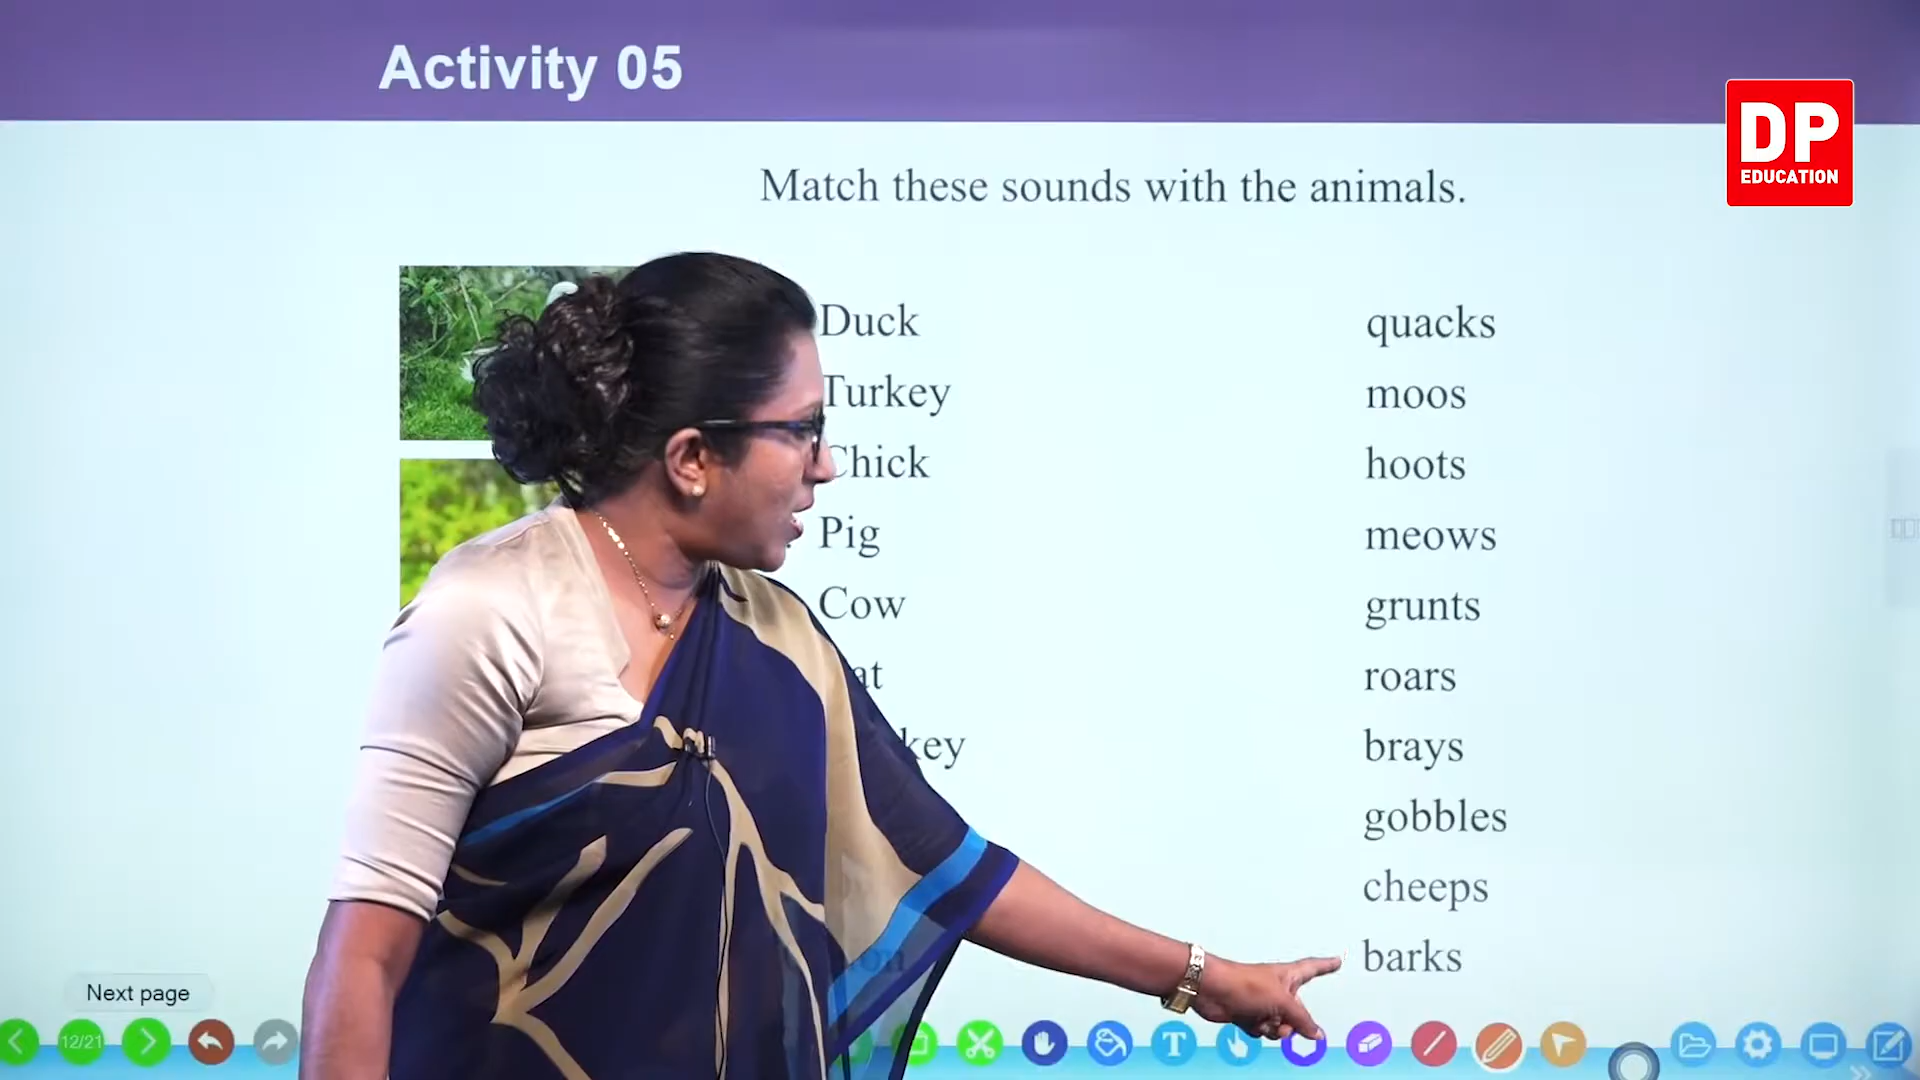 Activity 05
DP
EDUCATION
Match these sounds with the animals.
Duck quacks
Turkey moos
Chick hoots
Pig meows
Cow grunts
roars
brays
gobbles
cheeps
barks
Next page
12/21
T